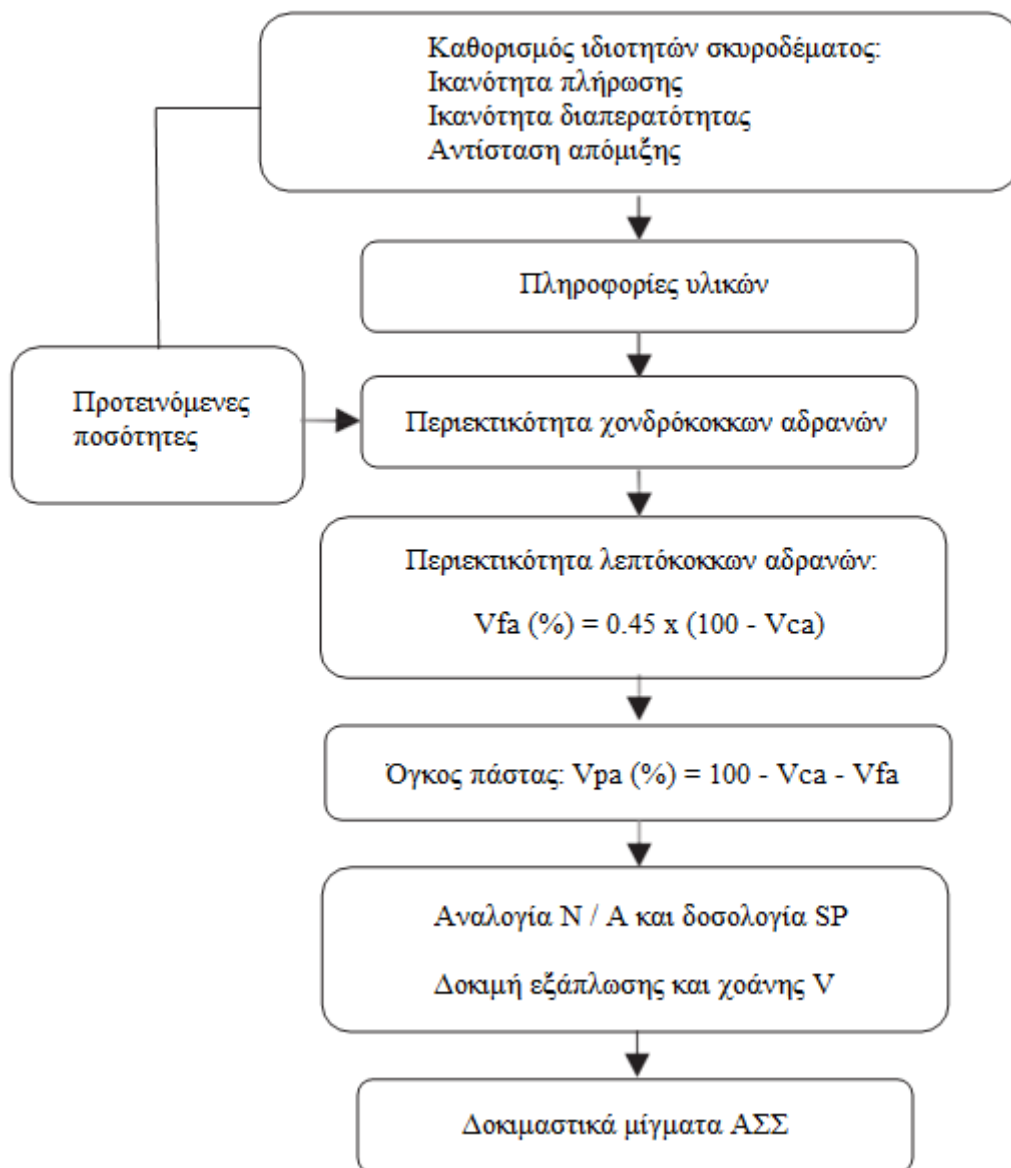 Καθορισμός ιδιοτητών σκυροδέματος:
Ικανότητα πλήρωσης
Ικανότητα διαπερατότητας
Αντίσταση απόμιξης
Πληροφορίες υλικών
Προτεινόμενες
ποσότητες
Περιεκτικότητα χονδρόκοκκων αδρανών
Περιεκτικότητα λεπτόκοκκων αδρανών:
Vfa (%) = 0.45 x (100 - Vca)
Όγκος πάστας: Vpa (%) = 100 - Vca - Vfa
Αναλογία Ν / Α και δοσολογία SP
Δοκιμή εξάπλωσης και χοάνης V
Δοκιμαστικά μίγματα ΑΣΣ